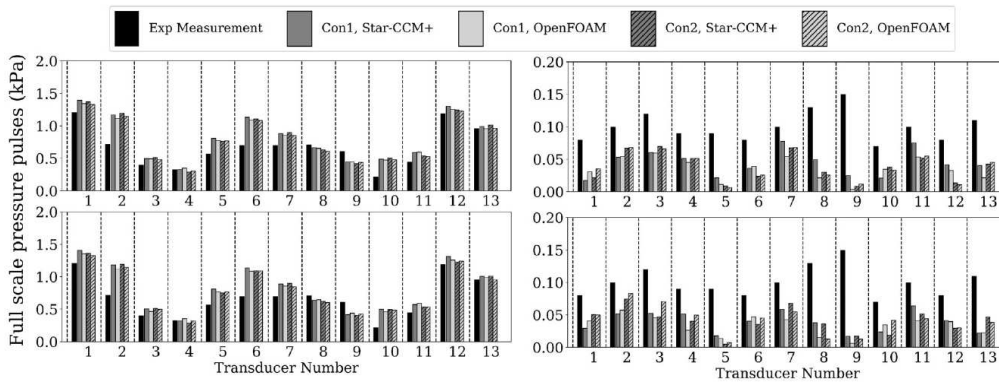 Exp Measurement Con1, Star-CCM+ Con1, OpenFOAM Con2, Star-CCM+ Con2, OpenFOAM
Full scale pressure pulses (kPa)
2.0
1.5
1.0
0.5
0.0
1 2 3 4 5 6 7 8 9 10 11 12 13
0.20
0.15
0.10
0.05
0.00
1 2 3 4 5 6 7 8 9 10 11 12 13
2.0
1.5
1.0
0.5
0.0
1 2 3 4 5 6 7 8 9 10 11 12 13
Transducer Number
0.20
0.15
0.10
0.05
0.00
1 2 3 4 5 6 7 8 9 10 11 12 13
Transducer Number